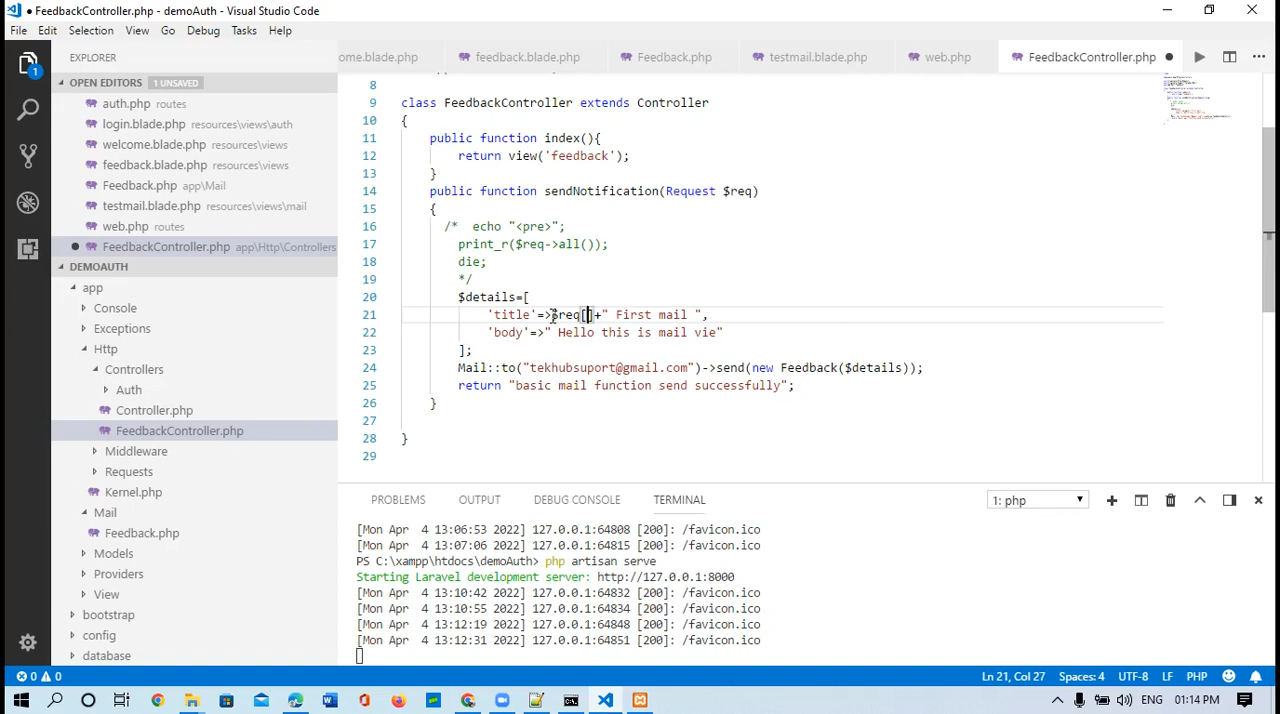 ● FeedbackController.php - demoAuth - Visual Studio Code
File Edit Selection View Go Debug Tasks Help
EXPLORER
ome.blade.php feedback.blade.php Feedback.php testmail.blade.php web.php FeedbackController.php ●
OPEN EDITORS 1 UNSAVED
auth.php routes
login.blade.php resources\views\auth
welcome.blade.php resources\views
feedback.blade.php resources\views
Feedback.php app\Mail
testmail.blade.php resources\views\mail
web.php routes
● FeedbackController.php app\Http\Controllers
DEMOAUTH
app
Console
Exceptions
Http
Controllers
Auth
Controller.php
FeedbackController.php
Middleware
Requests
Kernel.php
Mail
Feedback.php
Models
Providers
View
bootstrap
config
database
1
8
9 class FeedbackController extends Controller
10 {
11 public function index(){
12 return view('feedback');
13 }
14 public function sendNotification(Request $req)
15 {
16 /* echo "<pre>";
17 print_r($req->all());
18 die;
19 */
20 $details=[
21 'title'=>$req[]+" First mail ",
22 'body'=>" Hello this is mail vie"
23 ];
24 Mail::to("tekhubsuport@gmail.com")->send(new Feedback($details));
25 return "basic mail function send successfully";
26 }
27
28 }
29
PROBLEMS OUTPUT DEBUG CONSOLE TERMINAL 1: php
[Mon Apr 4 13:06:53 2022] 127.0.0.1:64808 [200]: /favicon.ico
[Mon Apr 4 13:07:06 2022] 127.0.0.1:64815 [200]: /favicon.ico
PS C:\xampp\htdocs\demoAuth> php artisan serve
Starting Laravel development server: http://127.0.0.1:8000
[Mon Apr 4 13:10:42 2022] 127.0.0.1:64832 [200]: /favicon.ico
[Mon Apr 4 13:10:55 2022] 127.0.0.1:64834 [200]: /favicon.ico
[Mon Apr 4 13:12:19 2022] 127.0.0.1:64848 [200]: /favicon.ico
[Mon Apr 4 13:12:31 2022] 127.0.0.1:64851 [200]: /favicon.ico
0 0 Ln 21, Col 27 Spaces: 4 UTF-8 LF PHP
ENG 01:14 PM